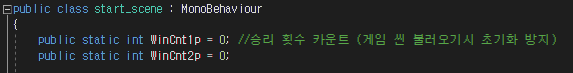 public class start_scene : MonoBehaviour
{
public static int WinCnt1p = 0; //승리 횟수 카운트 (게임 씬 불러오기시 초기화 방지)
public static int WinCnt2p = 0;